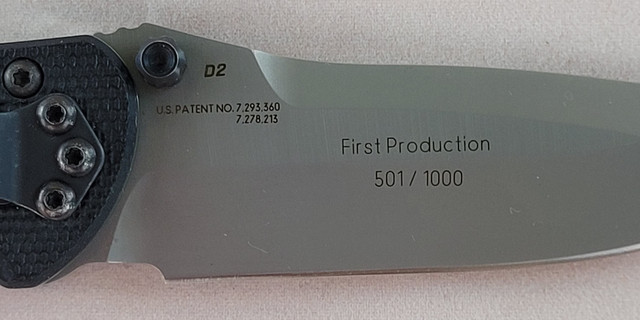 D2
U.S. PATENT NO. 7,293,360
7,278,213
First Production
501 / 1000